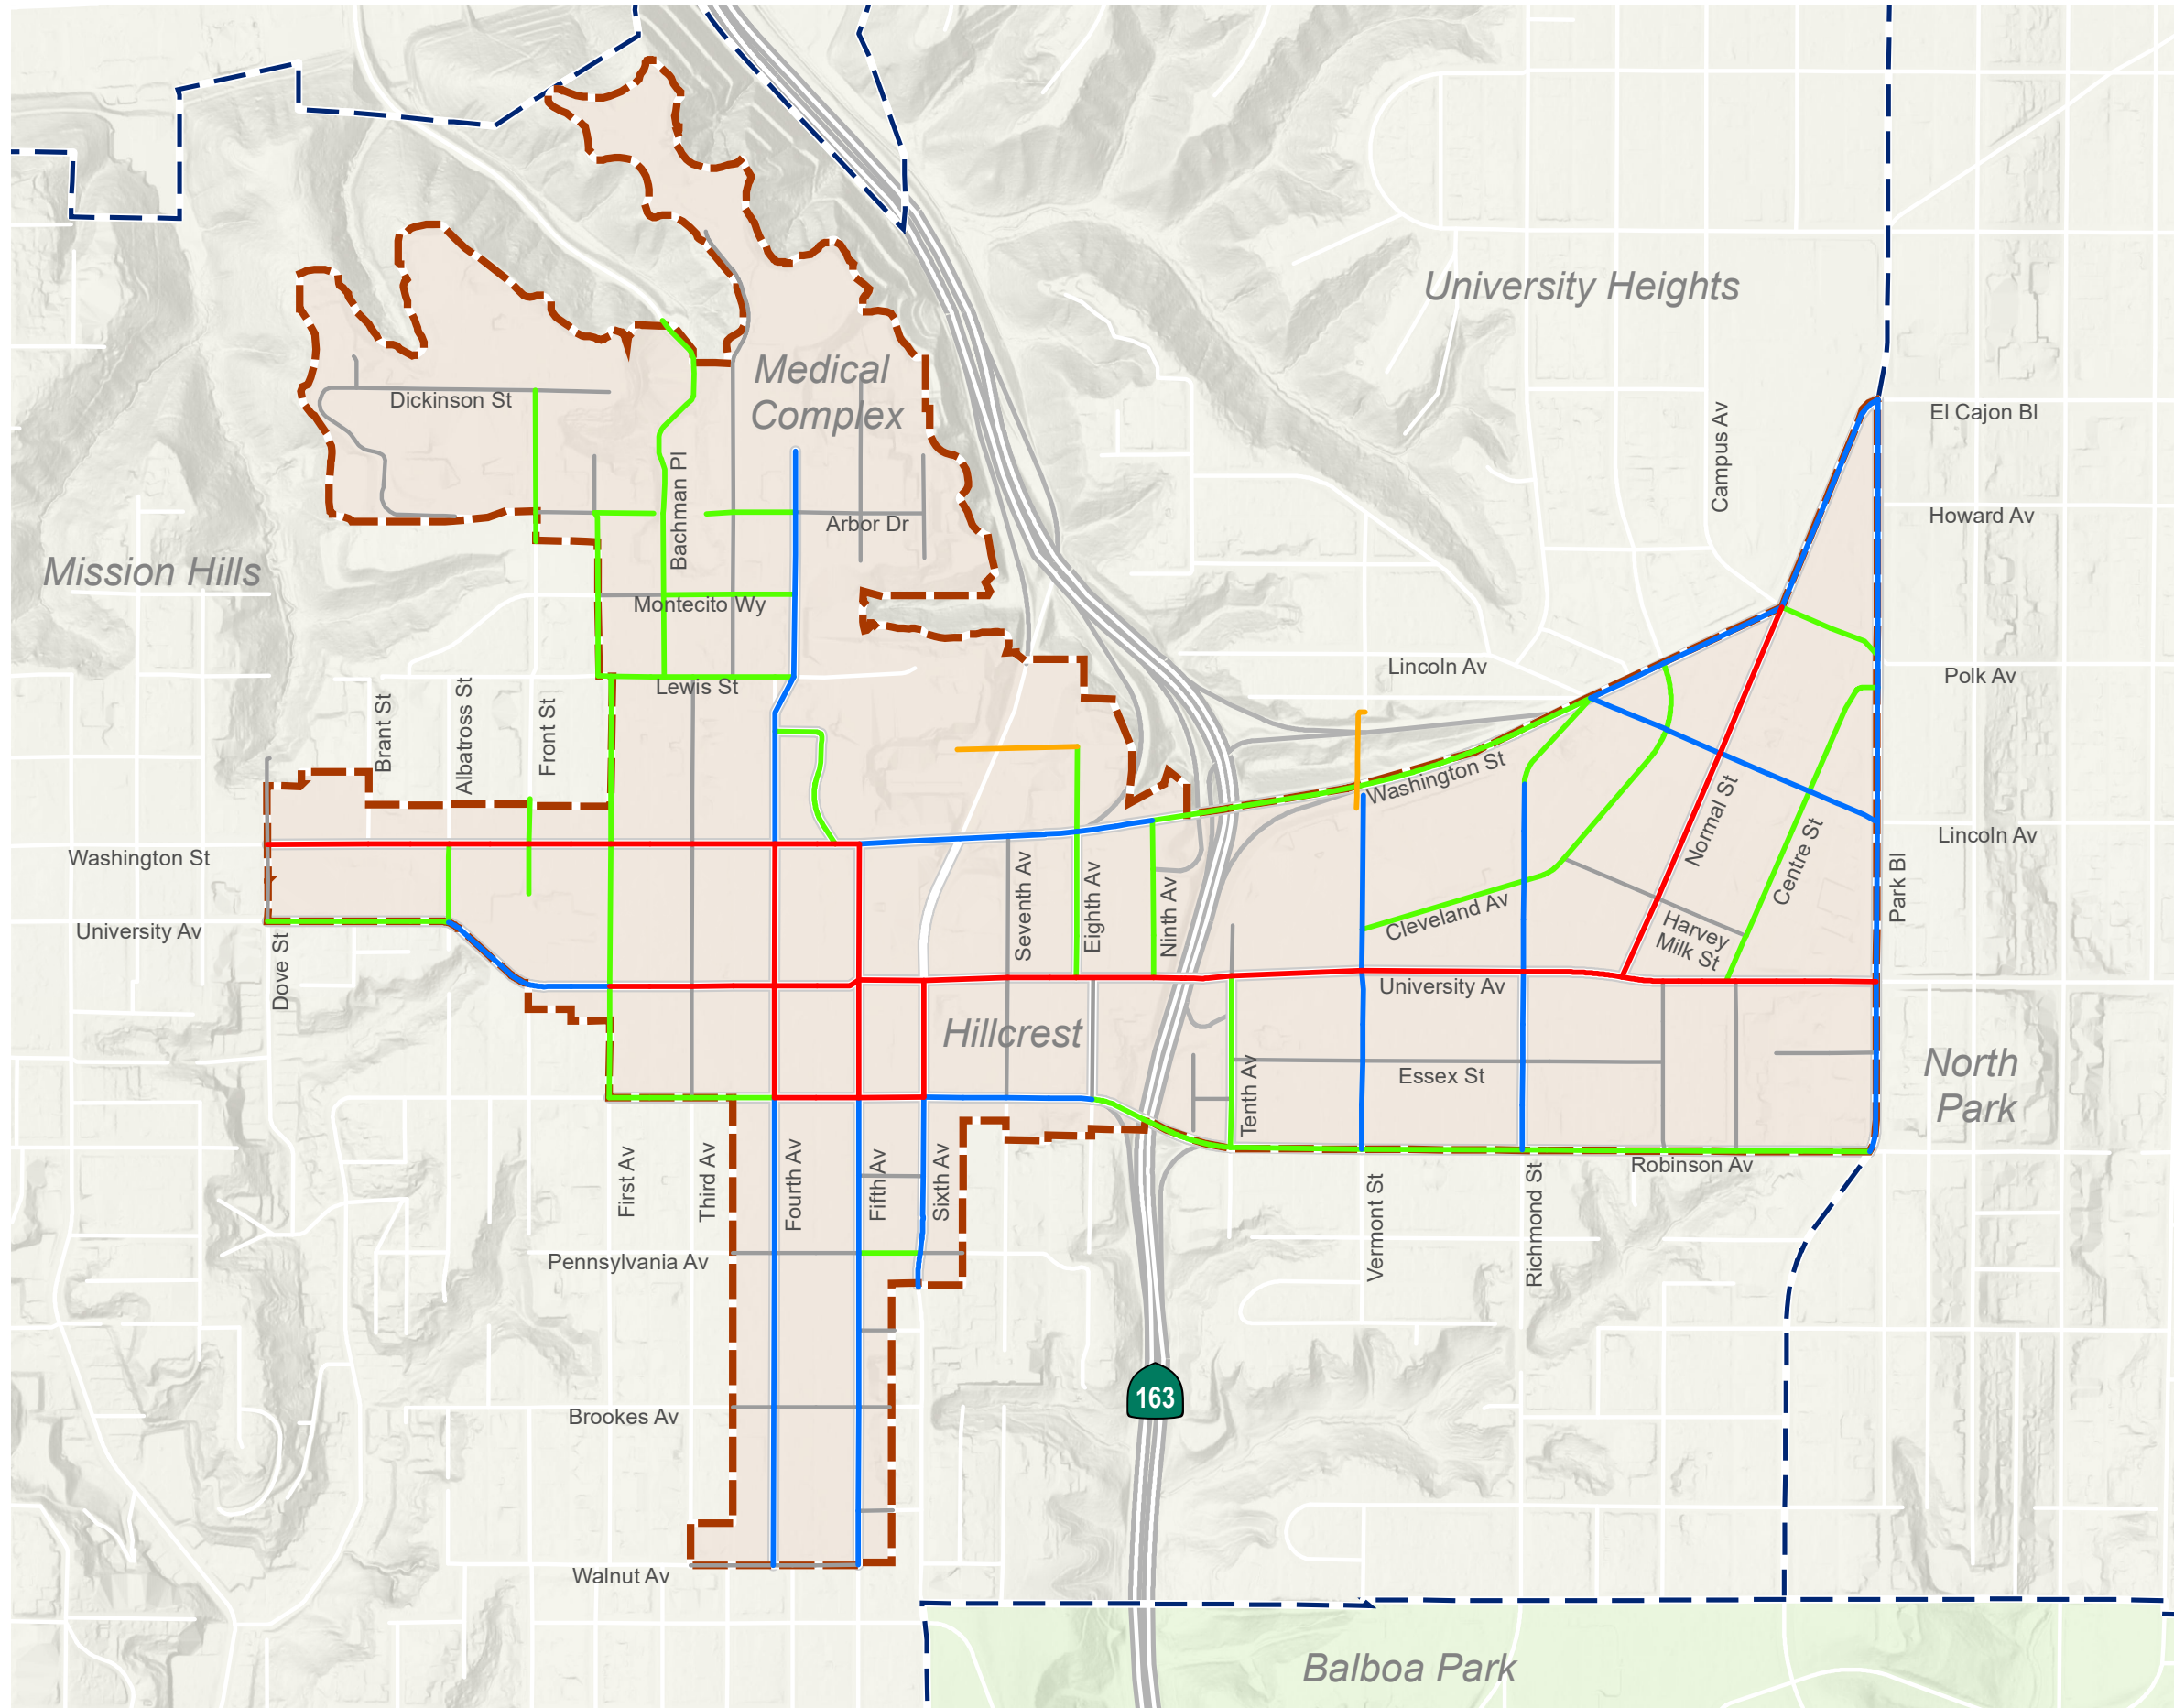 University Heights
Medical
Complex
Dickinson St
Campus Av
El Cajon Bl
Bachman Pl
Arbor Dr
Howard Av
Mission Hills
Montecito Wy
Lincoln Av
Polk Av
Lewis St
Brant St
Albatross St
Front St
Washington St
Normal St
Centre St
Lincoln Av
Washington St
Park Bl
University Av
Seventh Av
Eighth Av
Ninth Av
Cleveland Av
Harvey
Milk St
Dove St
University Av
Hillcrest
Essex St
North
Park
Tenth Av
First Av
Third Av
Fourth Av
Fifth Av
Sixth Av
Vermont St
Richmond St
Robinson Av
Pennsylvania Av
163
Brookes Av
Walnut Av
Balboa Park